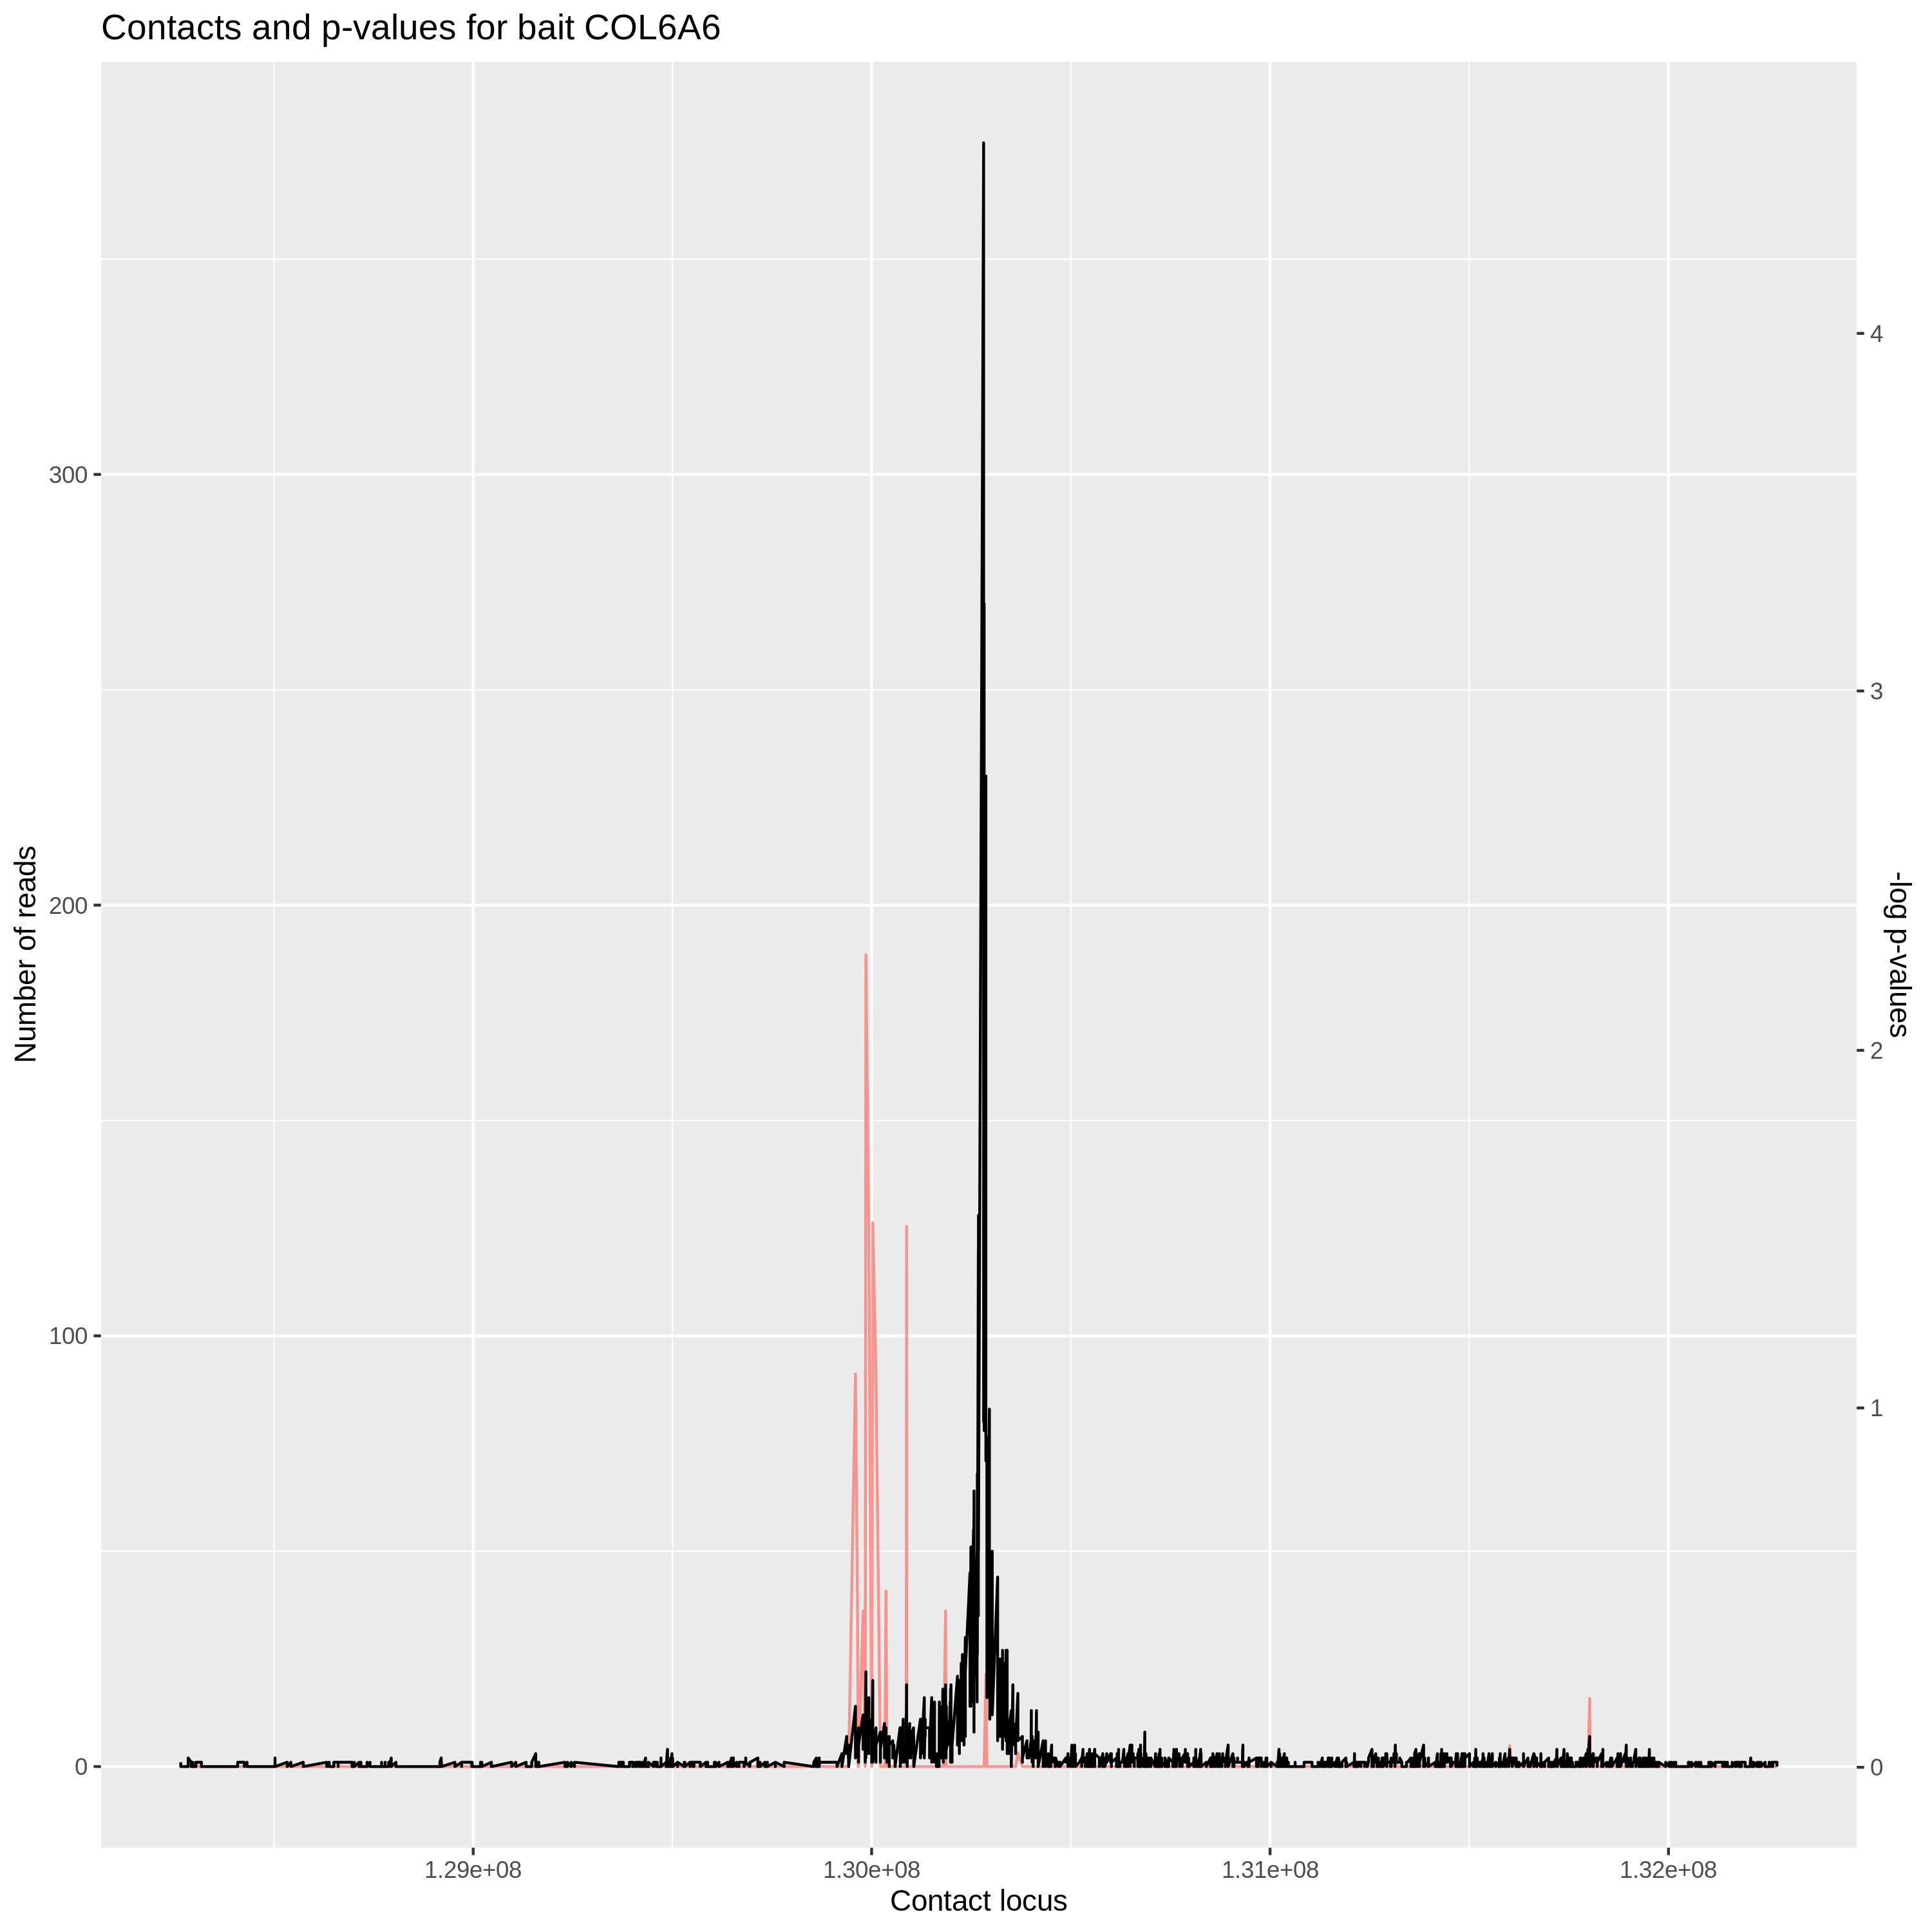 Contacts and p-values for bait COL6A6
Number of reads
300
200
100
0
4
3
2
1
0
-log p-values
1.29e+08 1.30e+08 1.31e+08 1.32e+08
Contact locus